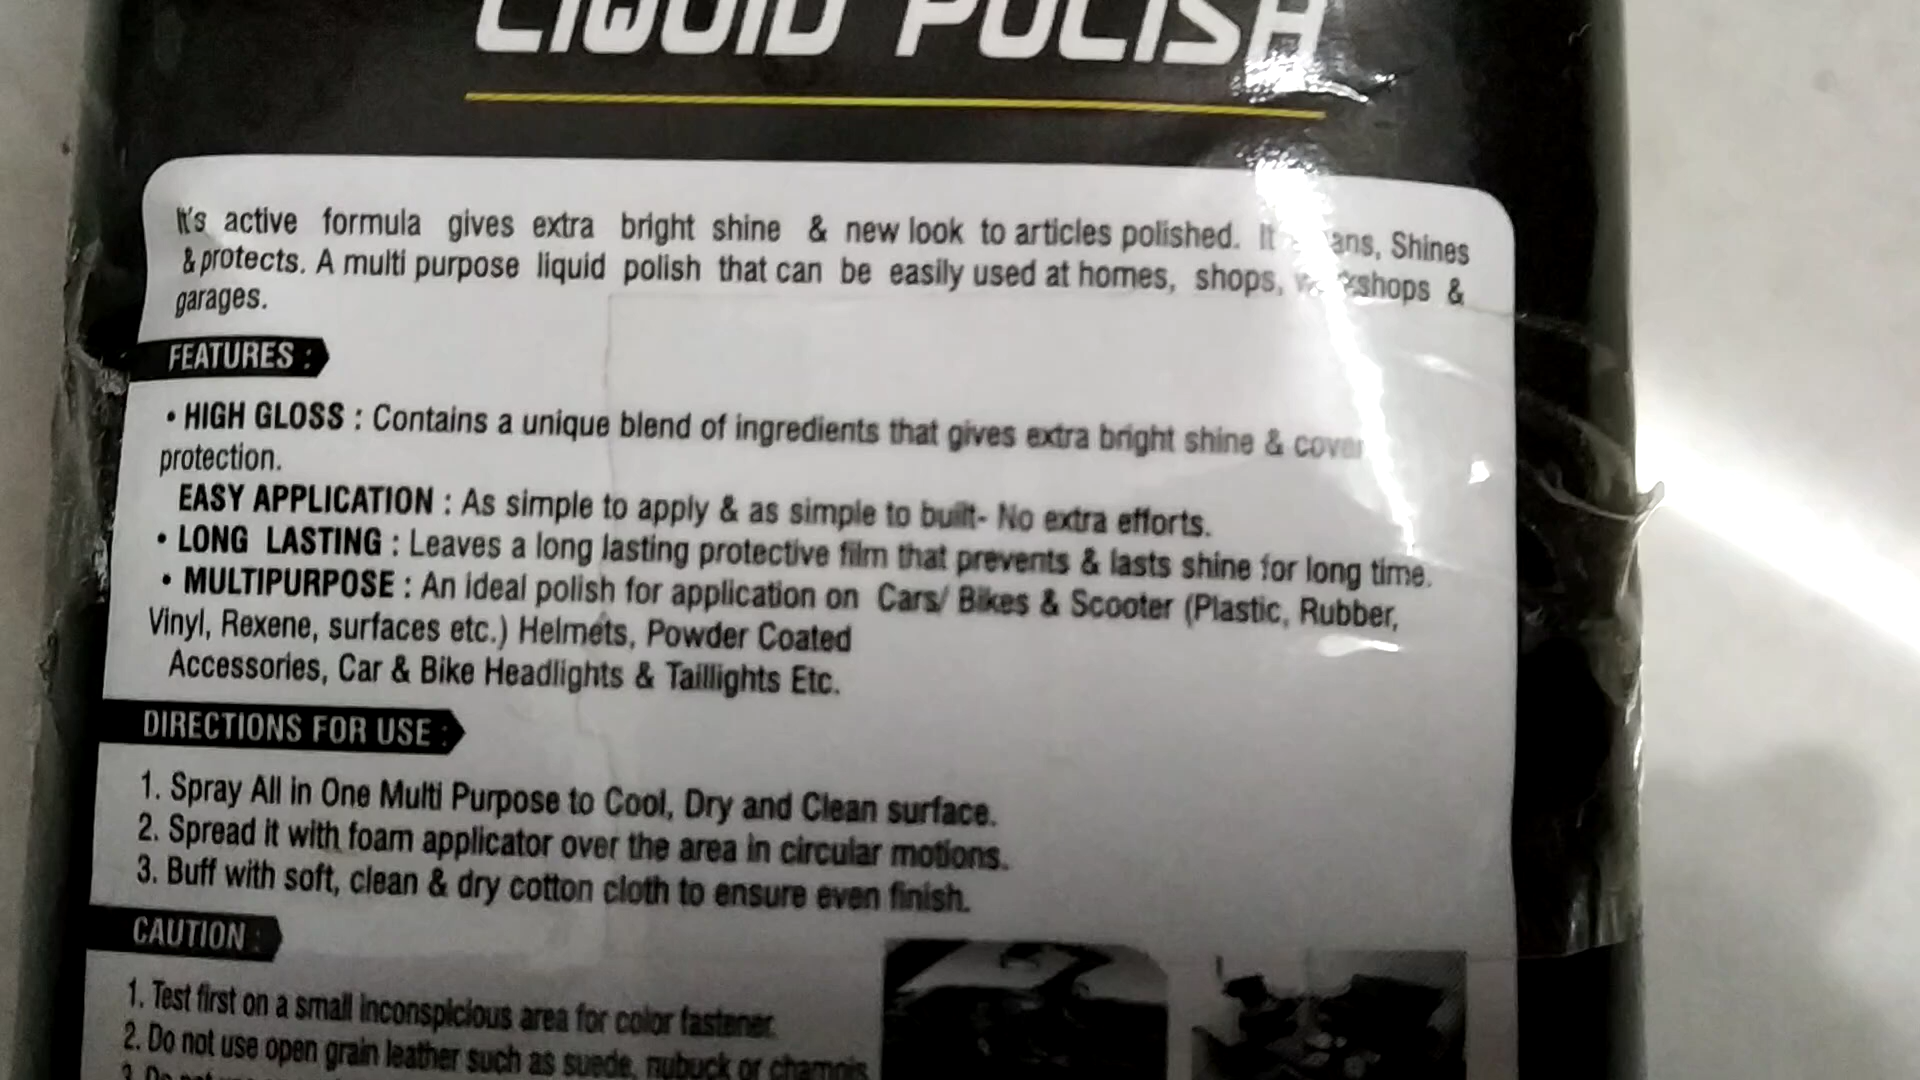 LIQUID POLISH
It's active formula gives extra bright shine & new look to articles polished. It Shines
& protects. A multi purpose liquid polish that can be easily used at homes, shops, &
garages.
FEATURES :
• HIGH GLOSS : Contains a unique blend of ingredients that gives extra bright shine & cover
protection.
EASY APPLICATION : As simple to apply & as simple to built- No extra efforts.
• LONG LASTING : Leaves a long lasting protective film that prevents & lasts shine for long time.
• MULTIPURPOSE : An ideal polish for application on Cars/ Bikes & Scooter (Plastic, Rubber,
Vinyl, Rexene, surfaces etc.) Helmets, Powder Coated
Accessories, Car & Bike Headlights & Taillights Etc.
DIRECTIONS FOR USE :
1. Spray All in One Multi Purpose to Cool, Dry and Clean surface.
2. Spread it with foam applicator over the area in circular motions.
3. Buff with soft, clean & dry cotton cloth to ensure even finish.
CAUTION :
1. Test first on a small inconspicious area for color fastener.
2. Do not use open grain leather such as suede, nubuck or chamois
3. Do not